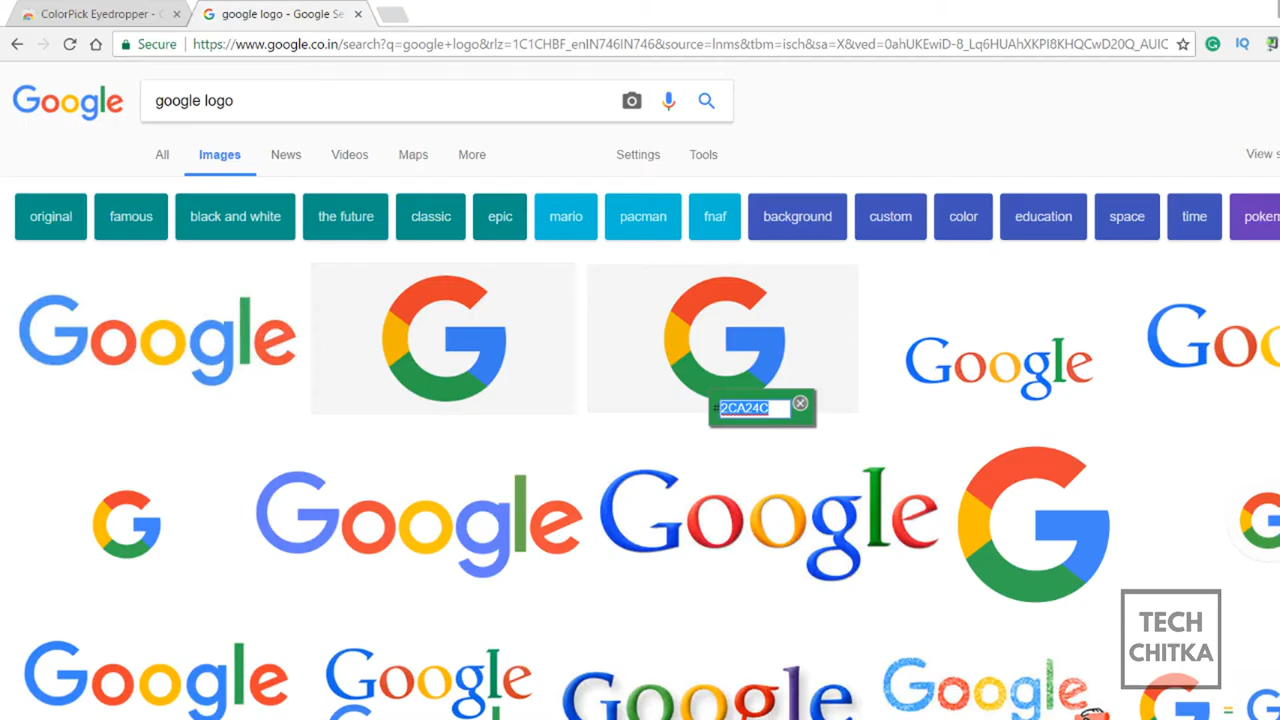 ColorPick Eyedropper - C
google logo - Google Se
Secure https://www.google.co.in/search?q=google+logo&rlz=1C1CHBF_enIN746IN746&source=lnms&tbm=isch&sa=X&ved=0ahUKEwiD-8_Lq6HUAhXKPI8KHQCwD20Q_AUIC
IQ
Google
google logo
All Images News Videos Maps More Settings Tools View s
original famous black and white the future classic epic mario pacman fnaf background custom color education space time pokem
Google G G Google Goo
#2CA24C
G Google Google G G
TECH
CHITKA
Google Google Google Google G =